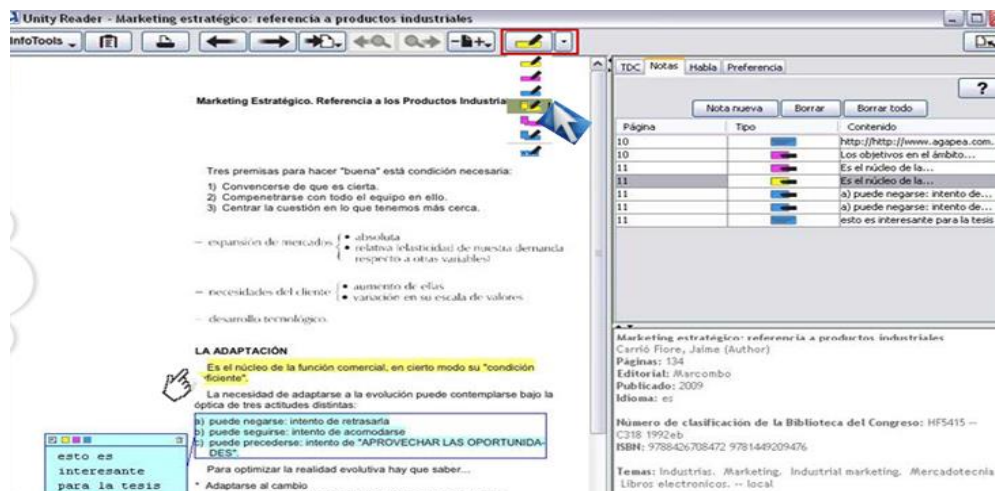 Unity Reader - Marketing estratégico: referencia a productos industriales
InfoTools
Marketing Estratégico. Referencia a los Productos Industria
Tres premisas para hacer "buena" está condición necesaria:
1) Convencerse de que es cierta.
2) Compenetrarse con todo el equipo en ello.
3) Centrar la cuestión en lo que tenemos más cerca.
– expansión de mercados
• absoluta
• relativa (elasticidad de nuestra demanda
respecto a otras variables)
– necesidades del cliente
• aumento de ellas
• variación en su escala de valores
– desarrollo tecnológico.
LA ADAPTACIÓN
Es el núcleo de la función comercial, en cierto modo su "condición
ficiente".
La necesidad de adaptarse a la evolución puede contemplarse bajo la
óptica de tres actitudes distintas:
a) puede negarse: intento de retrasarla
b) puede seguirse: intento de acomodarse
c) puede precederse: intento de "APROVECHAR LAS OPORTUNIDA-
DES".
Para optimizar la realidad evolutiva hay que saber...
* Adaptarse al cambio
esto es
interesante
para la tesis
TDC Notas Habla Preferencia
?
Nota nueva Borrar Borrar todo
Página Tipo Contenido
10 http://http://www.agapea.com.
10 Los objetivos en el ámbito...
11 Es el núcleo de la...
11 Es el núcleo de la...
11 a) puede negarse: intento de...
11 a) puede negarse: intento de...
11 esto es interesante para la tesis
Marketing estratégico: referencia a productos industriales
Carrió Fiore, Jaime (Author)
Páginas: 134
Editorial: Marcombo
Publicado: 2009
Idioma: es
Número de clasificación de la Biblioteca del Congreso: HF5415 --
C318 1992eb
ISBN: 9788426708472 9781449209476
Temas: Industrias. Marketing. Industrial marketing. Mercadotecnia
Libros electronicos. -- local